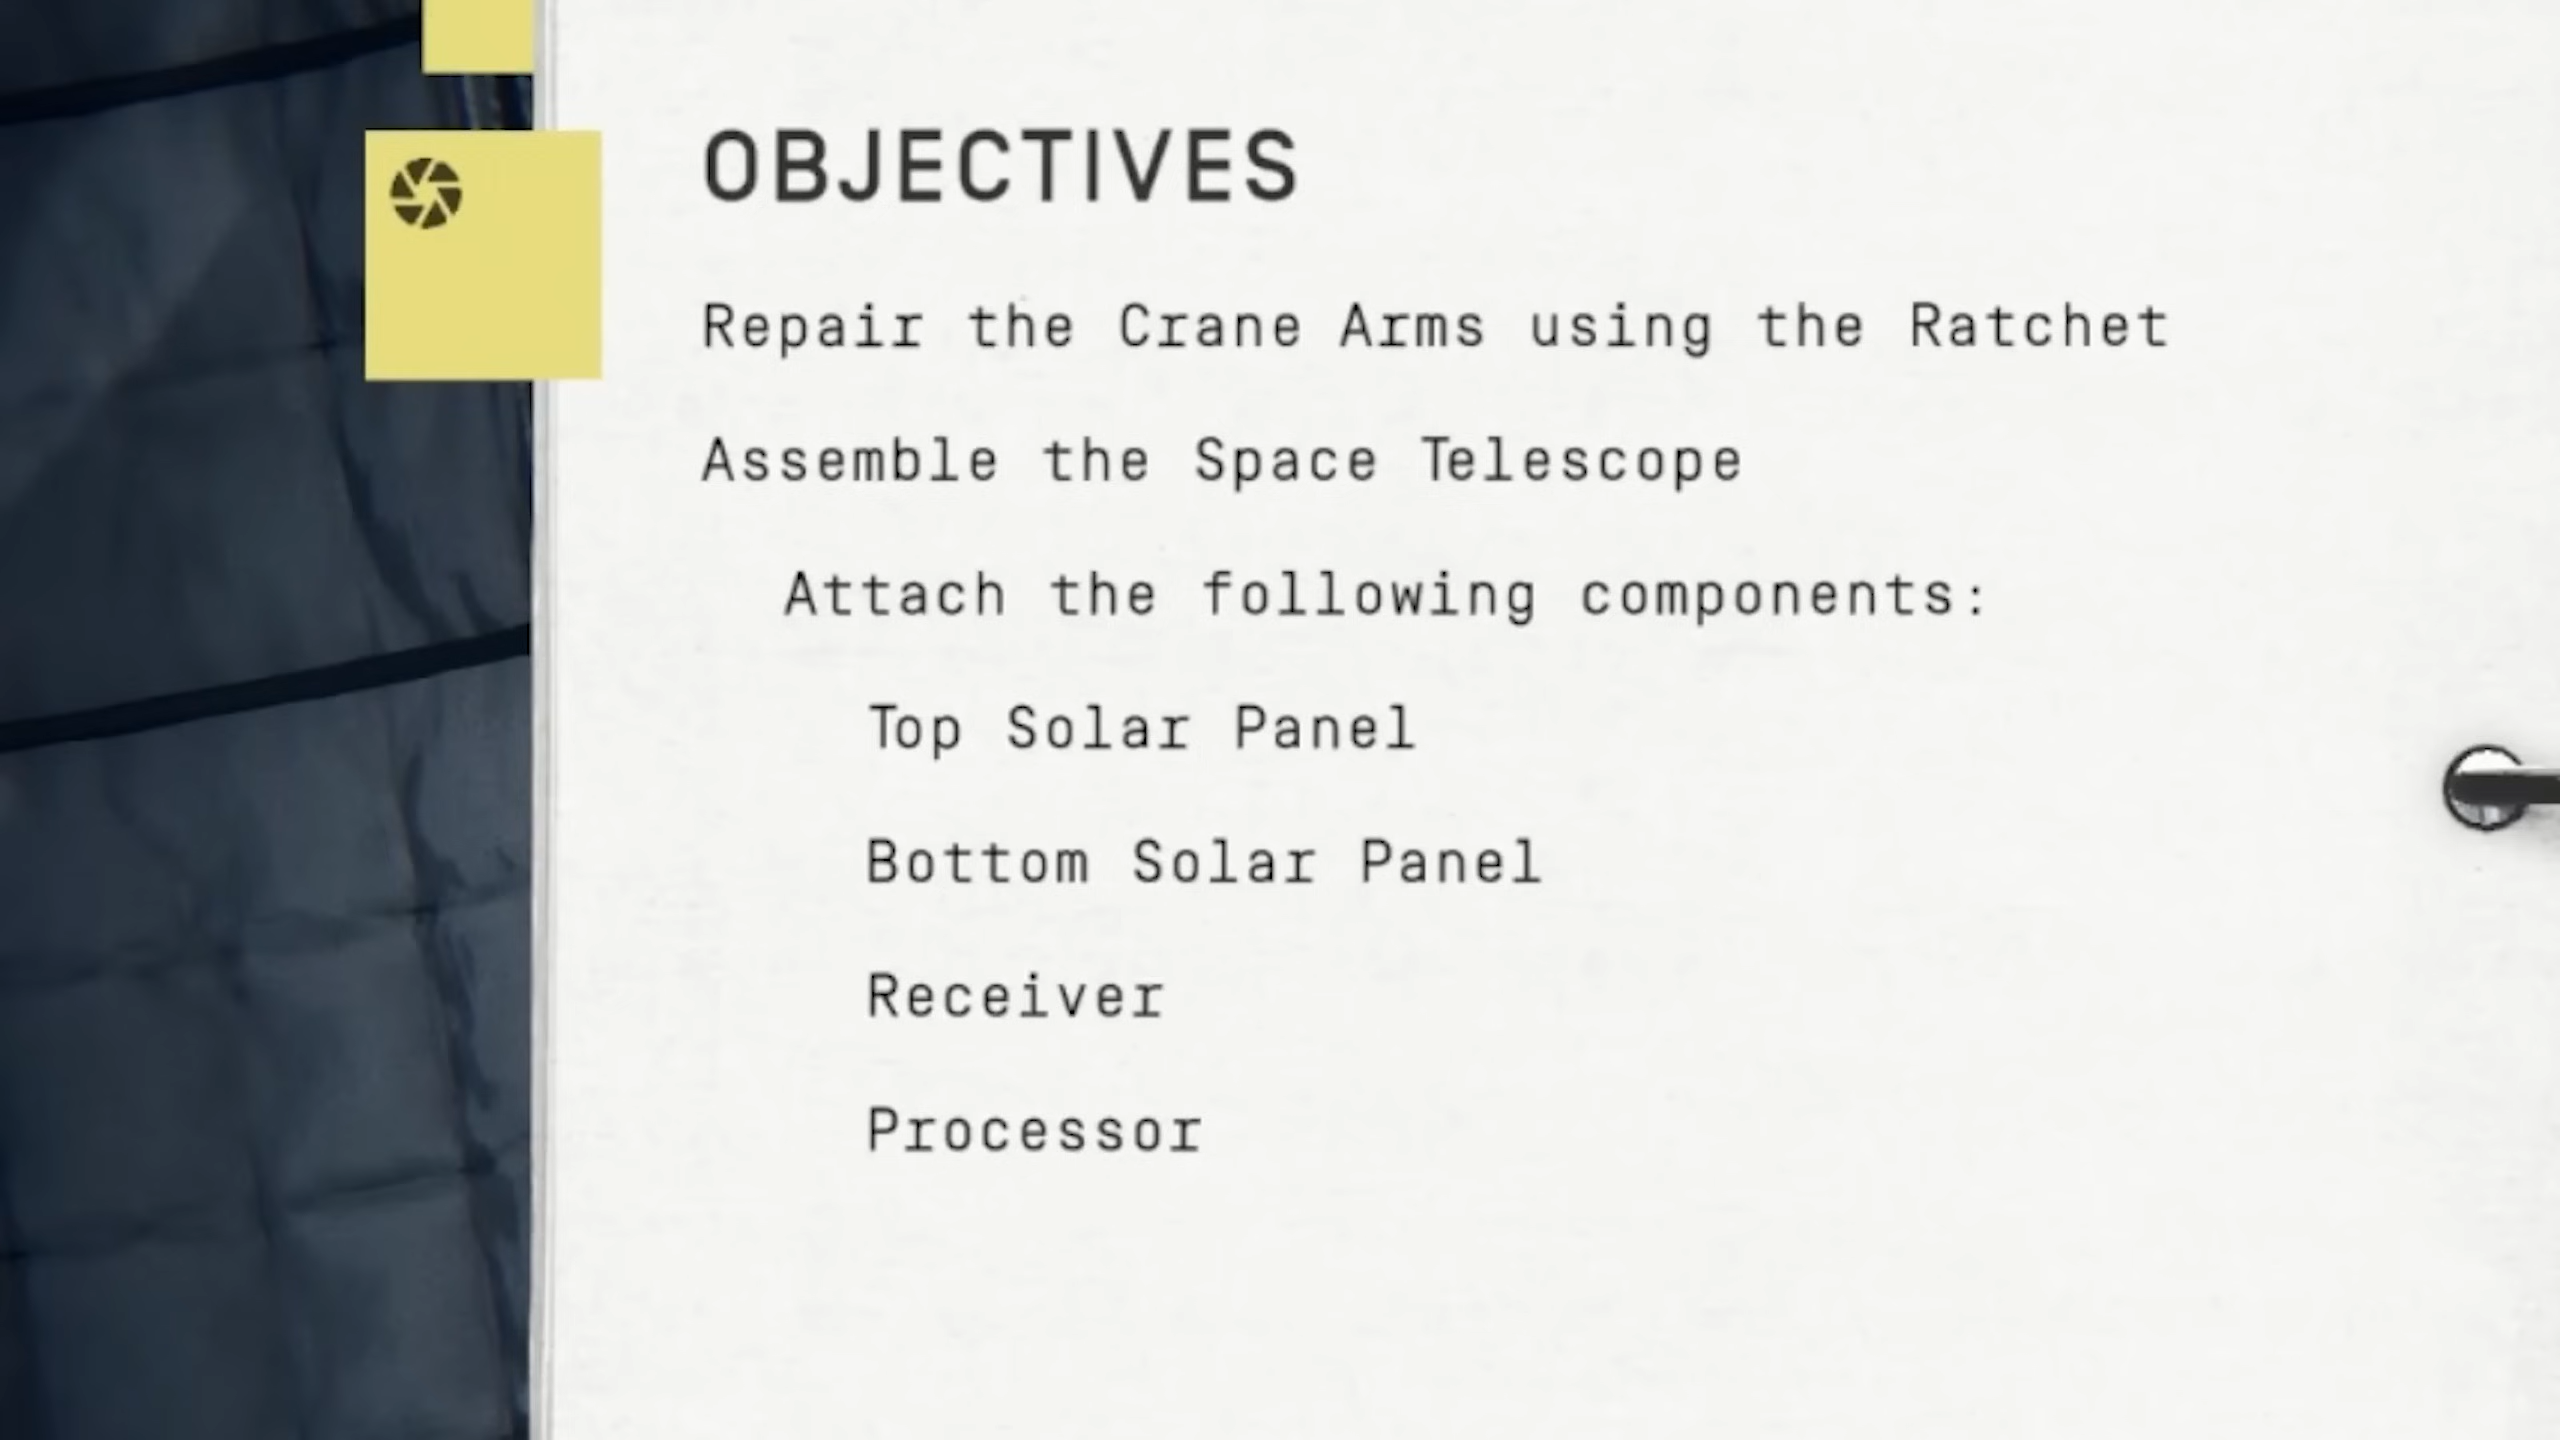 OBJECTIVES
Repair the Crane Arms using the Ratchet
Assemble the Space Telescope
Attach the following components:
Top Solar Panel
Bottom Solar Panel
Receiver
Processor